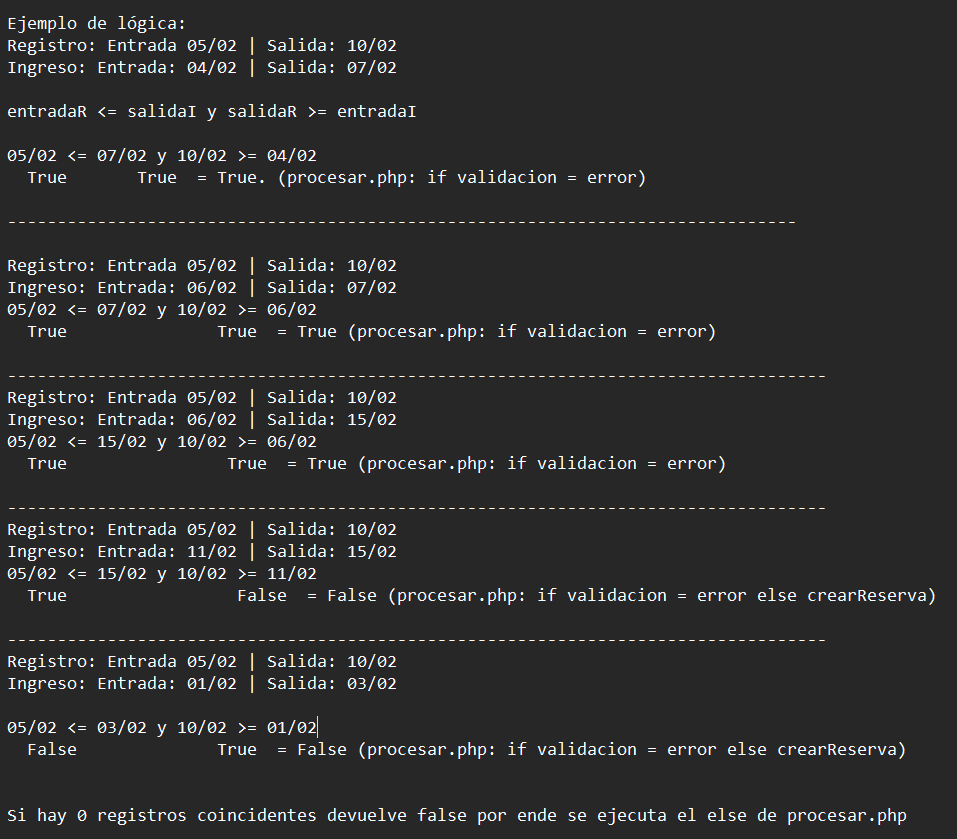 Ejemplo de lógica:
Registro: Entrada 05/02 | Salida: 10/02
Ingreso: Entrada: 04/02 | Salida: 07/02
entradaR <= salidaI y salidaR >= entradaI
05/02 <= 07/02 y 10/02 >= 04/02
True True = True. (procesar.php: if validacion = error)
-------------------------------------------------------------------------------
Registro: Entrada 05/02 | Salida: 10/02
Ingreso: Entrada: 06/02 | Salida: 07/02
05/02 <= 07/02 y 10/02 >= 06/02
True True = True (procesar.php: if validacion = error)
----------------------------------------------------------------------------------
Registro: Entrada 05/02 | Salida: 10/02
Ingreso: Entrada: 06/02 | Salida: 15/02
05/02 <= 15/02 y 10/02 >= 06/02
True True = True (procesar.php: if validacion = error)
----------------------------------------------------------------------------------
Registro: Entrada 05/02 | Salida: 10/02
Ingreso: Entrada: 11/02 | Salida: 15/02
05/02 <= 15/02 y 10/02 >= 11/02
True False = False (procesar.php: if validacion = error else crearReserva)
----------------------------------------------------------------------------------
Registro: Entrada 05/02 | Salida: 10/02
Ingreso: Entrada: 01/02 | Salida: 03/02
05/02 <= 03/02 y 10/02 >= 01/02
False True = False (procesar.php: if validacion = error else crearReserva)
Si hay 0 registros coincidentes devuelve false por ende se ejecuta el else de procesar.php